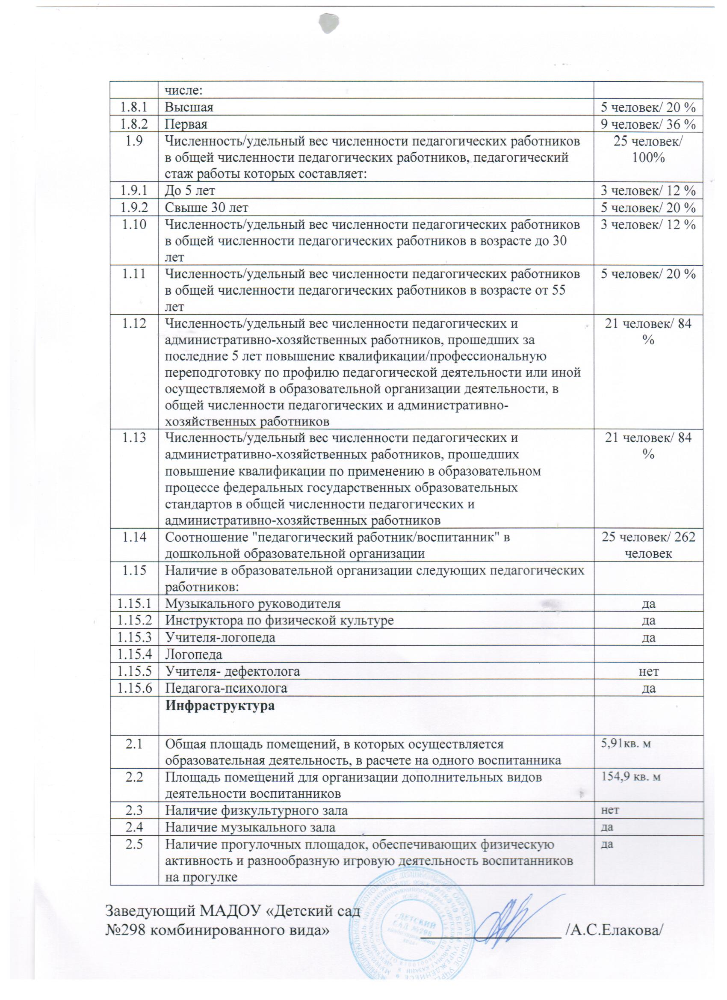 числе:
1.8.1 Высшая 5 человек/ 20 %
1.8.2 Первая 9 человек/ 36 %
1.9 Численность/удельный вес численности педагогических работников 25 человек/
в общей численности педагогических работников, педагогический 100%
стаж работы которых составляет:
1.9.1 До 5 лет 3 человек/ 12 %
1.9.2 Свыше 30 лет 5 человек/ 20 %
1.10 Численность/удельный вес численности педагогических работников 3 человек/ 12 %
в общей численности педагогических работников в возрасте до 30
лет
1.11 Численность/удельный вес численности педагогических работников 5 человек/ 20 %
в общей численности педагогических работников в возрасте от 55
лет
1.12 Численность/удельный вес численности педагогических и 21 человек/ 84
административно-хозяйственных работников, прошедших за %
последние 5 лет повышение квалификации/профессиональную
переподготовку по профилю педагогической деятельности или иной
осуществляемой в образовательной организации деятельности, в
общей численности педагогических и административно-
хозяйственных работников
1.13 Численность/удельный вес численности педагогических и 21 человек/ 84
административно-хозяйственных работников, прошедших %
повышение квалификации по применению в образовательном
процессе федеральных государственных образовательных
стандартов в общей численности педагогических и
административно-хозяйственных работников
1.14 Соотношение "педагогический работник/воспитанник" в 25 человек/ 262
дошкольной образовательной организации человек
1.15 Наличие в образовательной организации следующих педагогических
работников:
1.15.1 Музыкального руководителя да
1.15.2 Инструктора по физической культуре да
1.15.3 Учителя-логопеда да
1.15.4 Логопеда
1.15.5 Учителя- дефектолога нет
1.15.6 Педагога-психолога да
Инфраструктура
2.1 Общая площадь помещений, в которых осуществляется 5,91кв. м
образовательная деятельность, в расчете на одного воспитанника
2.2 Площадь помещений для организации дополнительных видов 154,9 кв. м
деятельности воспитанников
2.3 Наличие физкультурного зала нет
2.4 Наличие музыкального зала да
2.5 Наличие прогулочных площадок, обеспечивающих физическую да
активность и разнообразную игровую деятельность воспитанников
на прогулке
Заведующий МАДОУ «Детский сад
№298 комбинированного вида» /А.С.Елакова/
«ДЕТСКИЙ
САД №298
комбинированного
вида»